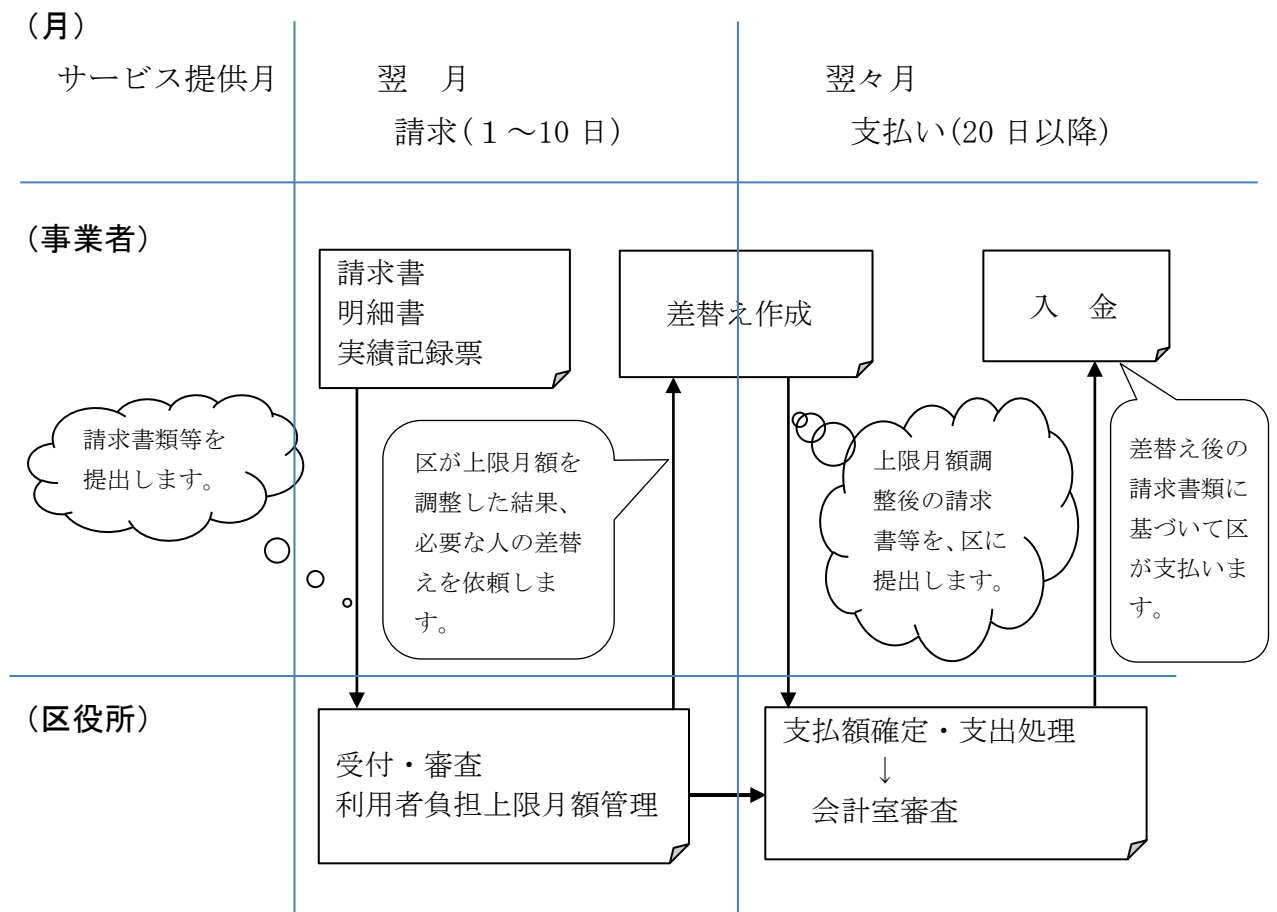 （月）
サービス提供月
翌　月
請求（１～10 日）
翌々月
支払い（20 日以降）
（事業者）
請求書
明細書
実績記録票
差替え作成
入　金
請求書類等を
提出します。
区が上限月額を
調整した結果、
必要な人の差替
えを依頼しま
す。
上限月額調
整後の請求
書等を、区に
提出します。
差替え後の
請求書類に
基づいて区
が支払いま
す。
（区役所）
受付・審査
利用者負担上限月額管理
支払額確定・支出処理
↓
会計室審査